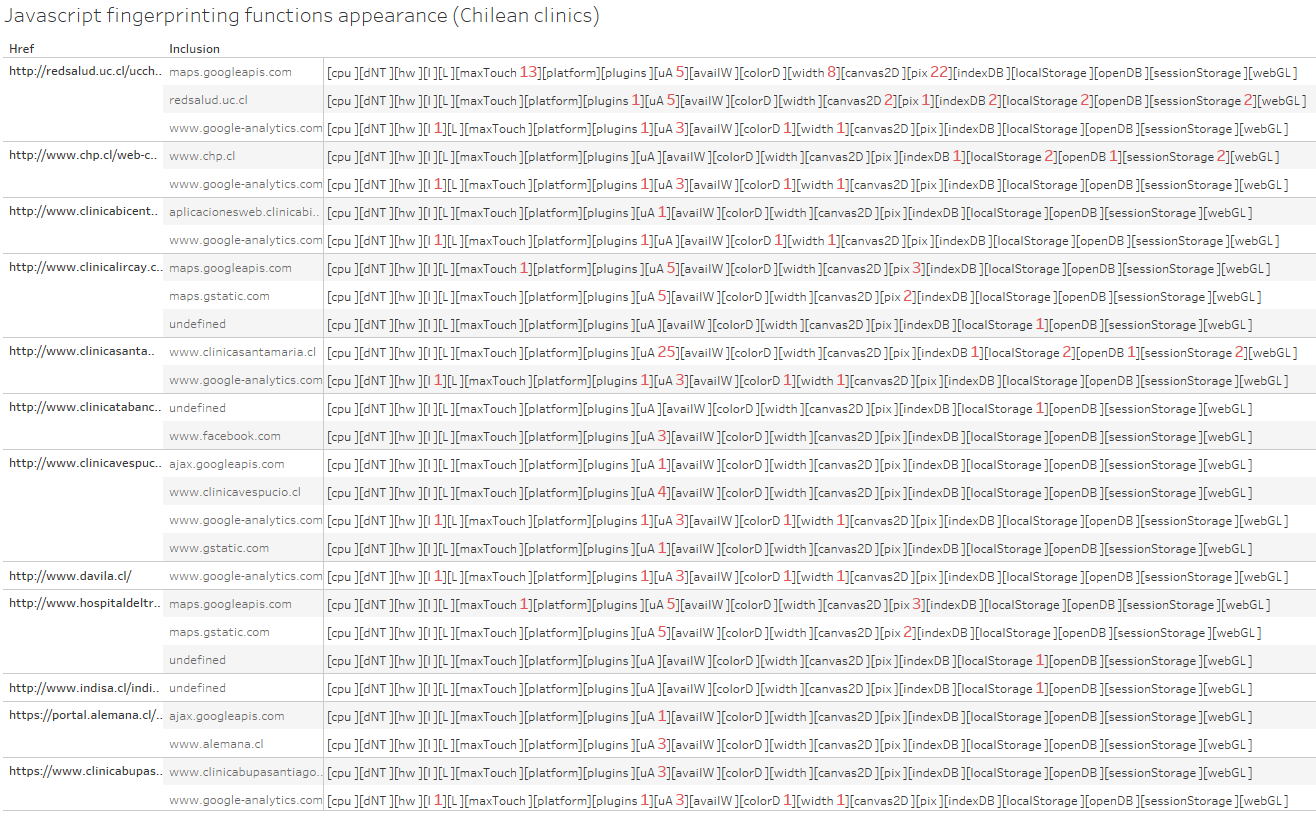 Javascript fingerprinting functions appearance (Chilean clinics)
Href Inclusion
http://redsalud.uc.cl/ucch.. maps.googleapis.com [cpu ][dNT ][hw ][l ][L ][maxTouch 13][platform][plugins ][uA 5][availW ][colorD ][width 8][canvas2D ][pix 22][indexDB ][localStorage ][openDB ][sessionStorage ][webGL ]
redsalud.uc.cl [cpu ][dNT ][hw ][l ][L ][maxTouch ][platform][plugins 1][uA 5][availW ][colorD ][width ][canvas2D 2][pix 1][indexDB 2][localStorage 2][openDB ][sessionStorage 2][webGL ]
www.google-analytics.com [cpu ][dNT ][hw ][l 1][L ][maxTouch ][platform][plugins 1][uA 3][availW ][colorD 1][width 1][canvas2D ][pix ][indexDB ][localStorage ][openDB ][sessionStorage ][webGL ]
http://www.chp.cl/web-c.. www.chp.cl [cpu ][dNT ][hw ][l ][L ][maxTouch ][platform][plugins ][uA ][availW ][colorD ][width ][canvas2D ][pix ][indexDB 1][localStorage 2][openDB 1][sessionStorage 2][webGL ]
www.google-analytics.com [cpu ][dNT ][hw ][l 1][L ][maxTouch ][platform][plugins 1][uA 3][availW ][colorD 1][width 1][canvas2D ][pix ][indexDB ][localStorage ][openDB ][sessionStorage ][webGL ]
http://www.clinicabicent.. aplicacionesweb.clinicabi.. [cpu ][dNT ][hw ][l ][L ][maxTouch ][platform][plugins ][uA 1][availW ][colorD ][width ][canvas2D ][pix ][indexDB ][localStorage ][openDB ][sessionStorage ][webGL ]
www.google-analytics.com [cpu ][dNT ][hw ][l 1][L ][maxTouch ][platform][plugins 1][uA ][availW ][colorD 1][width 1][canvas2D ][pix ][indexDB ][localStorage ][openDB ][sessionStorage ][webGL ]
http://www.clinicalircay.c.. maps.googleapis.com [cpu ][dNT ][hw ][l ][L ][maxTouch 1][platform][plugins ][uA 5][availW ][colorD ][width ][canvas2D ][pix 3][indexDB ][localStorage ][openDB ][sessionStorage ][webGL ]
maps.gstatic.com [cpu ][dNT ][hw ][l ][L ][maxTouch ][platform][plugins ][uA 5][availW ][colorD ][width ][canvas2D ][pix 2][indexDB ][localStorage ][openDB ][sessionStorage ][webGL ]
undefined [cpu ][dNT ][hw ][l ][L ][maxTouch ][platform][plugins ][uA ][availW ][colorD ][width ][canvas2D ][pix ][indexDB ][localStorage 1][openDB ][sessionStorage ][webGL ]
http://www.clinicasanta.. www.clinicasantamaria.cl [cpu ][dNT ][hw ][l ][L ][maxTouch ][platform][plugins ][uA 25][availW ][colorD ][width ][canvas2D ][pix ][indexDB 1][localStorage 2][openDB 1][sessionStorage 2][webGL ]
www.google-analytics.com [cpu ][dNT ][hw ][l 1][L ][maxTouch ][platform][plugins 1][uA 3][availW ][colorD 1][width 1][canvas2D ][pix ][indexDB ][localStorage ][openDB ][sessionStorage ][webGL ]
http://www.clinicatabanc.. undefined [cpu ][dNT ][hw ][l ][L ][maxTouch ][platform][plugins ][uA ][availW ][colorD ][width ][canvas2D ][pix ][indexDB ][localStorage 1][openDB ][sessionStorage ][webGL ]
www.facebook.com [cpu ][dNT ][hw ][l ][L ][maxTouch ][platform][plugins ][uA 3][availW ][colorD ][width ][canvas2D ][pix ][indexDB ][localStorage ][openDB ][sessionStorage ][webGL ]
http://www.clinicavespuc.. ajax.googleapis.com [cpu ][dNT ][hw ][l ][L ][maxTouch ][platform][plugins ][uA 1][availW ][colorD ][width ][canvas2D ][pix ][indexDB ][localStorage ][openDB ][sessionStorage ][webGL ]
www.clinicavespucio.cl [cpu ][dNT ][hw ][l ][L ][maxTouch ][platform][plugins ][uA 4][availW ][colorD ][width ][canvas2D ][pix ][indexDB ][localStorage ][openDB ][sessionStorage ][webGL ]
www.google-analytics.com [cpu ][dNT ][hw ][l 1][L ][maxTouch ][platform][plugins 1][uA 3][availW ][colorD 1][width 1][canvas2D ][pix ][indexDB ][localStorage ][openDB ][sessionStorage ][webGL ]
www.gstatic.com [cpu ][dNT ][hw ][l ][L ][maxTouch ][platform][plugins ][uA 1][availW ][colorD ][width ][canvas2D ][pix ][indexDB ][localStorage ][openDB ][sessionStorage ][webGL ]
http://www.davila.cl/ www.google-analytics.com [cpu ][dNT ][hw ][l 1][L ][maxTouch ][platform][plugins 1][uA 3][availW ][colorD 1][width 1][canvas2D ][pix ][indexDB ][localStorage ][openDB ][sessionStorage ][webGL ]
http://www.hospitaldeltr.. maps.googleapis.com [cpu ][dNT ][hw ][l ][L ][maxTouch 1][platform][plugins ][uA 5][availW ][colorD ][width ][canvas2D ][pix 3][indexDB ][localStorage ][openDB ][sessionStorage ][webGL ]
maps.gstatic.com [cpu ][dNT ][hw ][l ][L ][maxTouch ][platform][plugins ][uA 5][availW ][colorD ][width ][canvas2D ][pix 2][indexDB ][localStorage ][openDB ][sessionStorage ][webGL ]
undefined [cpu ][dNT ][hw ][l ][L ][maxTouch ][platform][plugins ][uA ][availW ][colorD ][width ][canvas2D ][pix ][indexDB ][localStorage 1][openDB ][sessionStorage ][webGL ]
http://www.indisa.cl/indi.. undefined [cpu ][dNT ][hw ][l ][L ][maxTouch ][platform][plugins ][uA ][availW ][colorD ][width ][canvas2D ][pix ][indexDB ][localStorage 1][openDB ][sessionStorage ][webGL ]
https://portal.alemana.cl/.. ajax.googleapis.com [cpu ][dNT ][hw ][l ][L ][maxTouch ][platform][plugins ][uA 1][availW ][colorD ][width ][canvas2D ][pix ][indexDB ][localStorage ][openDB ][sessionStorage ][webGL ]
www.alemana.cl [cpu ][dNT ][hw ][l ][L ][maxTouch ][platform][plugins ][uA 3][availW ][colorD ][width ][canvas2D ][pix ][indexDB ][localStorage ][openDB ][sessionStorage ][webGL ]
https://www.clinicabupas.. www.clinicabupasantiago.. [cpu ][dNT ][hw ][l ][L ][maxTouch ][platform][plugins ][uA 3][availW ][colorD ][width ][canvas2D ][pix ][indexDB ][localStorage ][openDB ][sessionStorage ][webGL ]
www.google-analytics.com [cpu ][dNT ][hw ][l 1][L ][maxTouch ][platform][plugins 1][uA 3][availW ][colorD 1][width 1][canvas2D ][pix ][indexDB ][localStorage ][openDB ][sessionStorage ][webGL ]